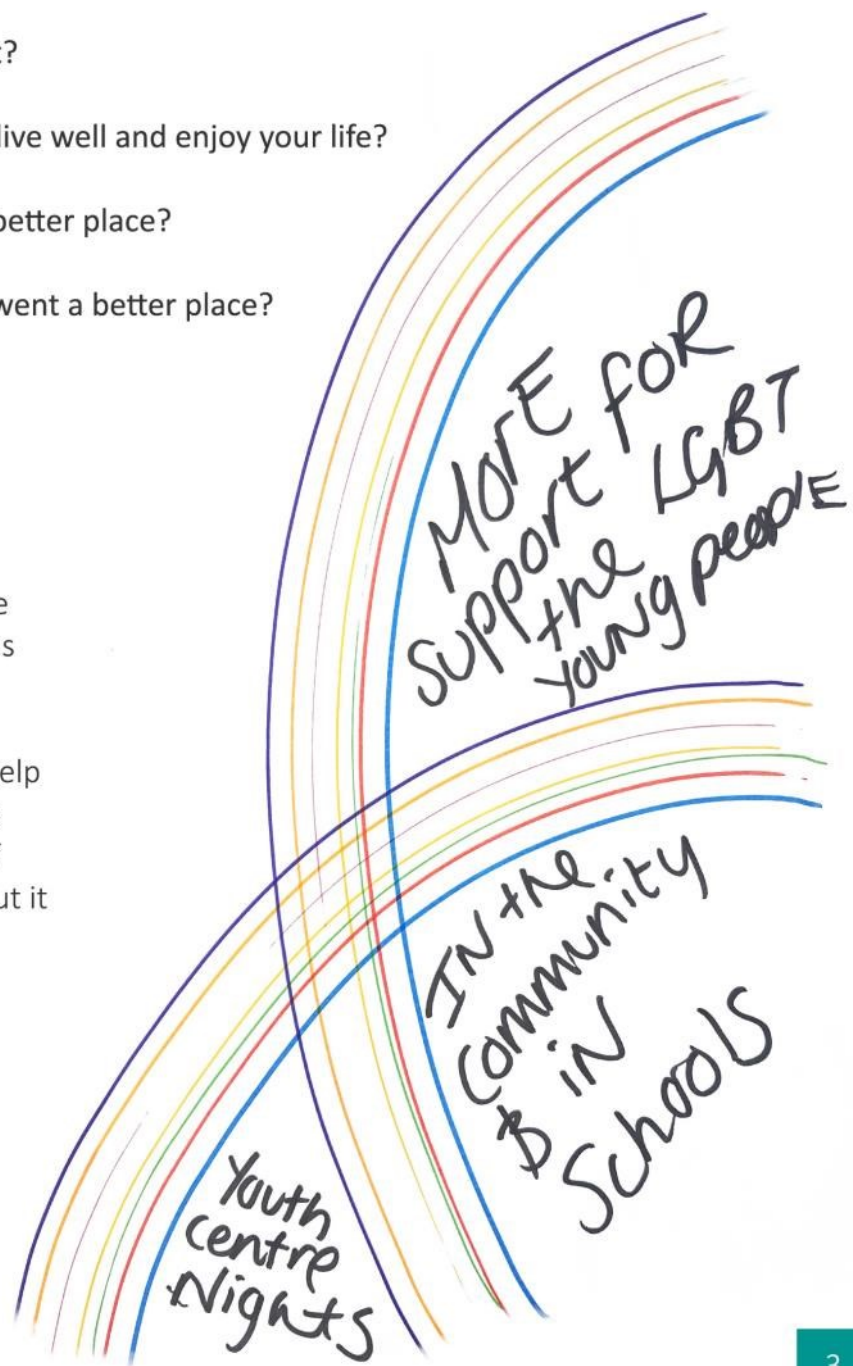 t?
live well and enjoy your life?
better place?
went a better place?
e
s
elp
ut it
MorE
support FOR
the LGBT
YOUNG peoplE
IN the
Community
& iN
Schools
Youth
centre
Nights
3